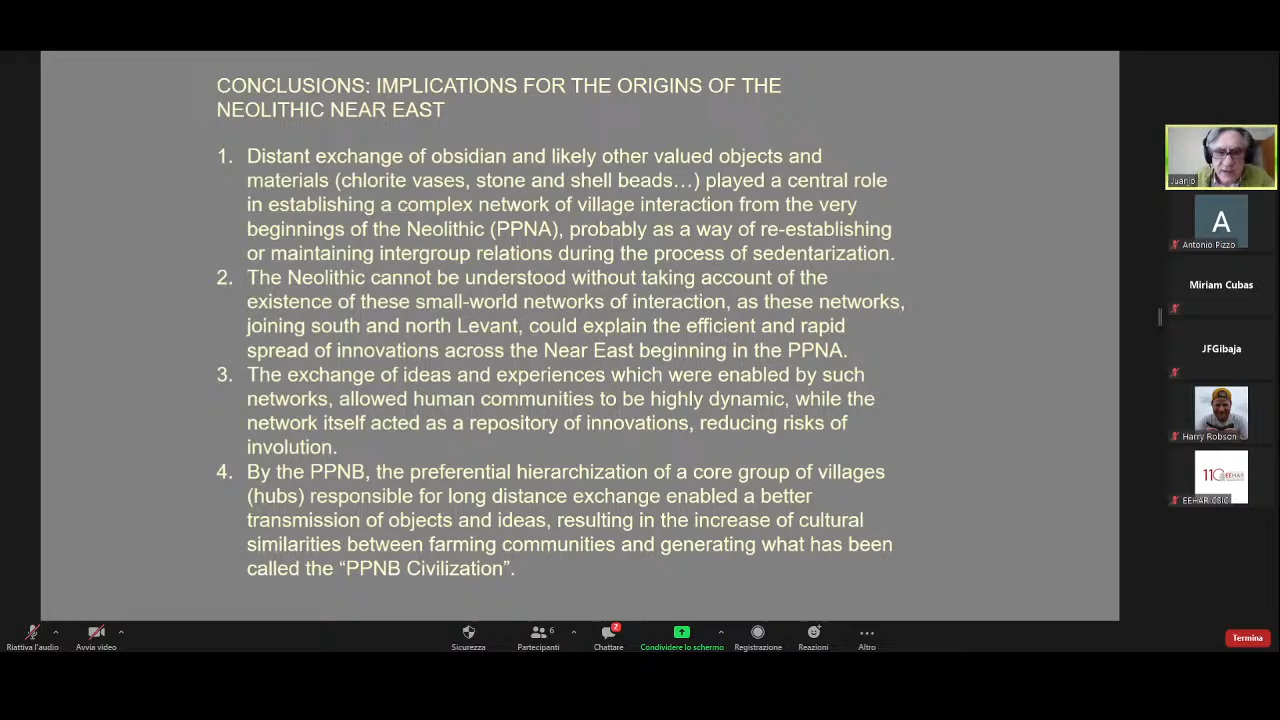 CONCLUSIONS: IMPLICATIONS FOR THE ORIGINS OF THE
NEOLITHIC NEAR EAST
1. Distant exchange of obsidian and likely other valued objects and
materials (chlorite vases, stone and shell beads…) played a central role
in establishing a complex network of village interaction from the very
beginnings of the Neolithic (PPNA), probably as a way of re-establishing
or maintaining intergroup relations during the process of sedentarization.
2. The Neolithic cannot be understood without taking account of the
existence of these small-world networks of interaction, as these networks,
joining south and north Levant, could explain the efficient and rapid
spread of innovations across the Near East beginning in the PPNA.
3. The exchange of ideas and experiences which were enabled by such
networks, allowed human communities to be highly dynamic, while the
network itself acted as a repository of innovations, reducing risks of
involution.
4. By the PPNB, the preferential hierarchization of a core group of villages
(hubs) responsible for long distance exchange enabled a better
transmission of objects and ideas, resulting in the increase of cultural
similarities between farming communities and generating what has been
called the “PPNB Civilization”.
Juanjo
A
Antonio Pizzo
Miriam Cubas
JFGibaja
Harry Robson
110 EEHAR
EEHAR CSIC
Riattiva l'audio
Avvia video
Sicurezza
6
Partecipanti
2
Chattare
Condividere lo schermo
Registrazione
Reazioni
Altro
Termina